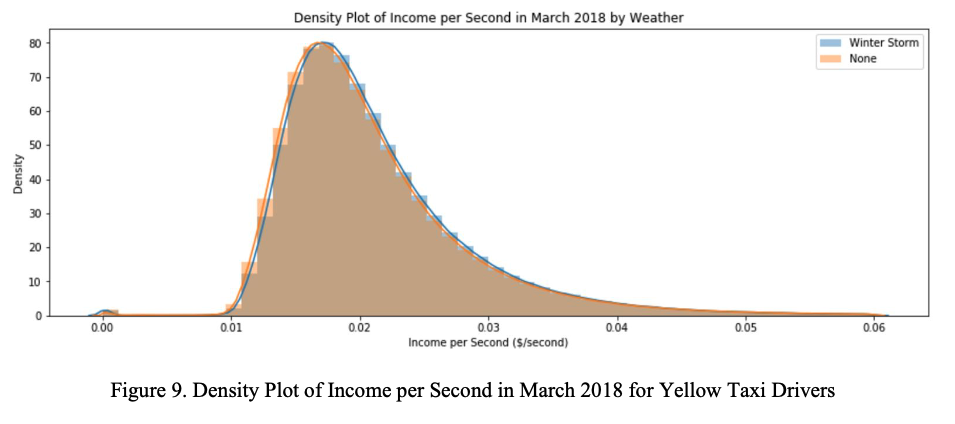 Density Plot of Income per Second in March 2018 by Weather
Winter Storm
None
80
70
60
50
40
30
20
10
0
Density
0.00 0.01 0.02 0.03 0.04 0.05 0.06
Income per Second ($/second)
Figure 9. Density Plot of Income per Second in March 2018 for Yellow Taxi Drivers